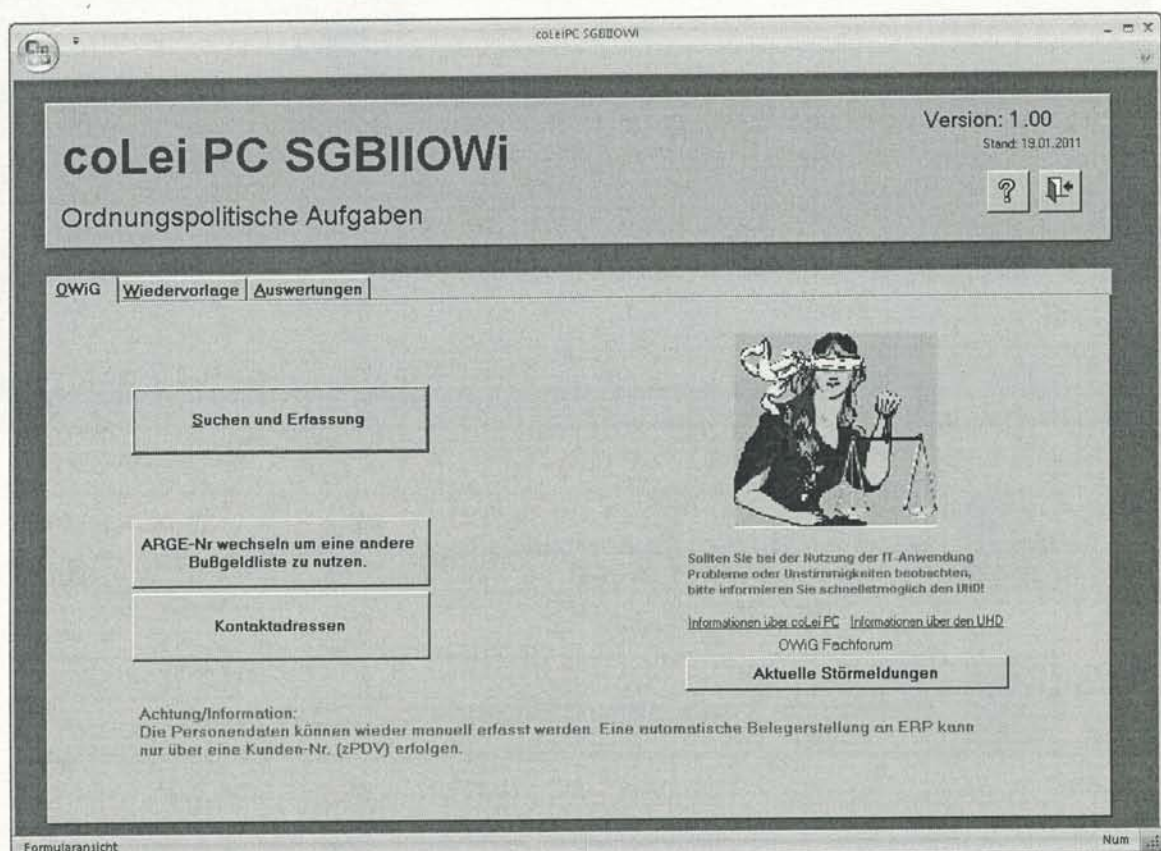 coLeiPC SGBIIOWi
coLei PC SGBIIOWi
Ordnungspolitische Aufgaben
Version: 1.00
Stand: 19.01.2011
OWiG
Wiedervorlage
Auswertungen
Suchen und Erfassung
ARGE-Nr wechseln um eine andere
Bußgeldliste zu nutzen.
Kontaktadressen
Sollten Sie bei der Nutzung der IT-Anwendung
Probleme oder Unstimmigkeiten beobachten,
bitte informieren Sie schnellstmöglich den UHD!
Informationen über coLei PC Informationen über den UHD
OWiG Fachforum
Aktuelle Störmeldungen
Achtung/Information:
Die Personendaten können wieder manuell erfasst werden. Eine automatische Belegerstellung an ERP kann
nur über eine Kunden-Nr. (zPDV) erfolgen.
Formularansicht
Num